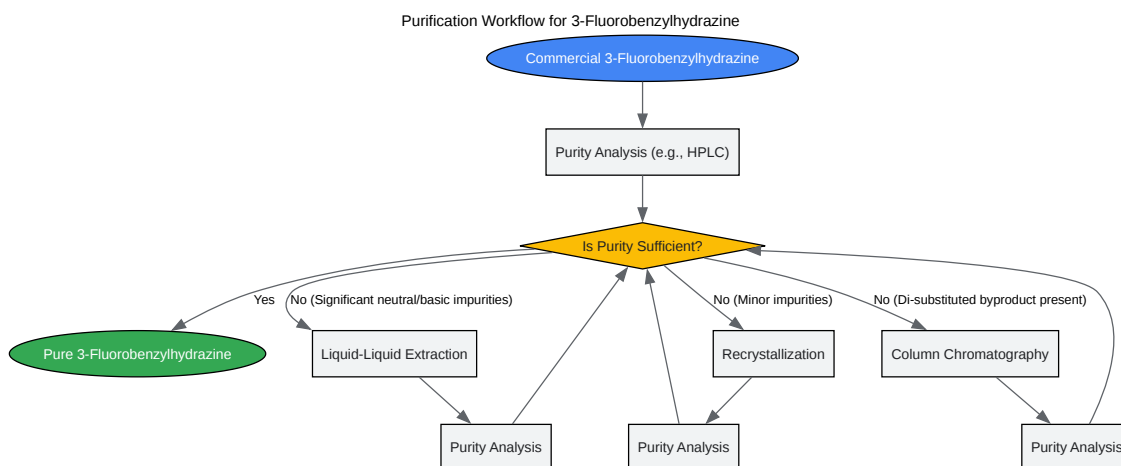 Purification Workflow for 3-Fluorobenzylhydrazine
Commercial 3-Fluorobenzylhydrazine
Purity Analysis (e.g., HPLC)
Is Purity Sufficient?
Yes
No (Significant neutral/basic impurities)
No (Minor impurities)
No (Di-substituted byproduct present)
Pure 3-Fluorobenzylhydrazine
Liquid-Liquid Extraction
Recrystallization
Column Chromatography
Purity Analysis
Purity Analysis
Purity Analysis